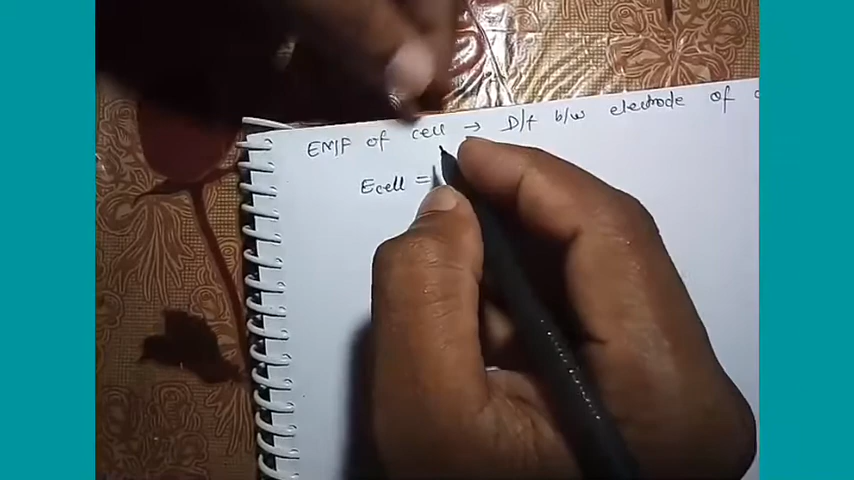 EMF of cell → D/f b/w electrode of
Ecell =